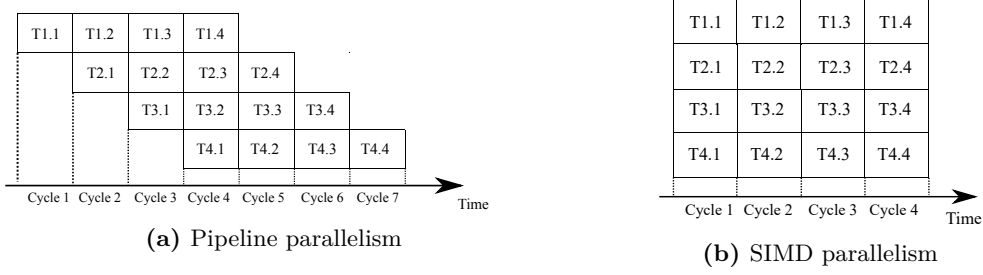 T1.1 T1.2 T1.3 T1.4
T2.1 T2.2 T2.3 T2.4
T3.1 T3.2 T3.3 T3.4
T4.1 T4.2 T4.3 T4.4
Cycle 1 Cycle 2 Cycle 3 Cycle 4 Cycle 5 Cycle 6 Cycle 7
Time
(a) Pipeline parallelism
T1.1 T1.2 T1.3 T1.4
T2.1 T2.2 T2.3 T2.4
T3.1 T3.2 T3.3 T3.4
T4.1 T4.2 T4.3 T4.4
Cycle 1 Cycle 2 Cycle 3 Cycle 4
Time
(b) SIMD parallelism